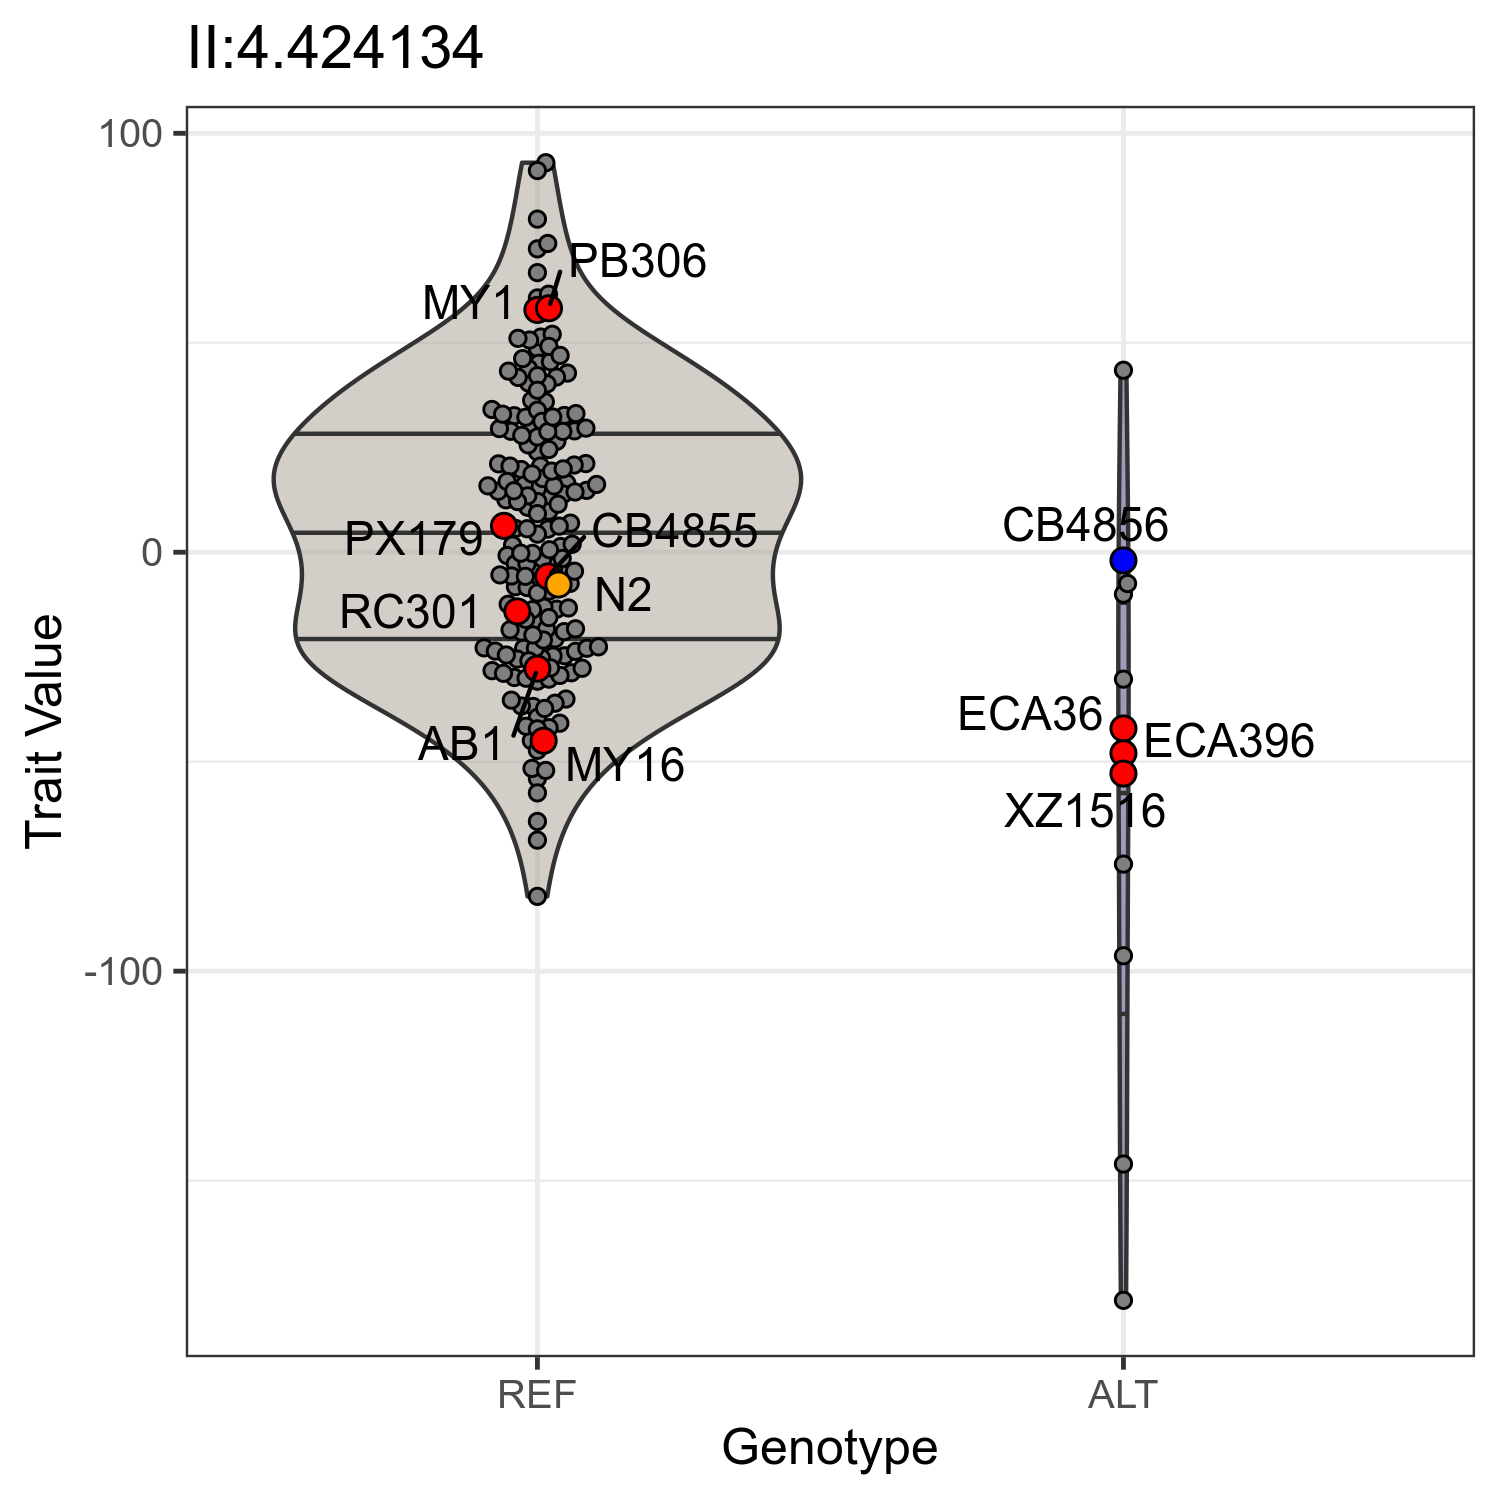 II:4.424134
Trait Value
100
0
-100
PB306
MY1
PX179
CB4855
N2
RC301
AB1
MY16
CB4856
ECA36
ECA396
XZ1516
REF
ALT
Genotype